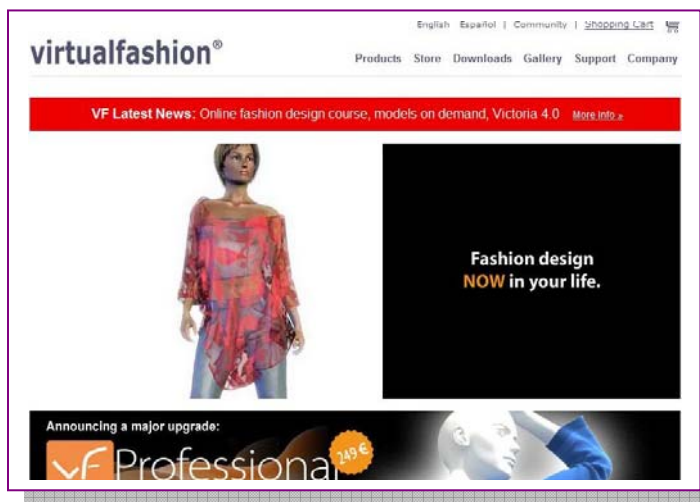 English Español | Community | Shopping Cart
virtualfashion®
Products Store Downloads Gallery Support Company
VF Latest News: Online fashion design course, models on demand, Victoria 4.0 More info »
Fashion design
NOW in your life.
Announcing a major upgrade:
vf Professional 249 €